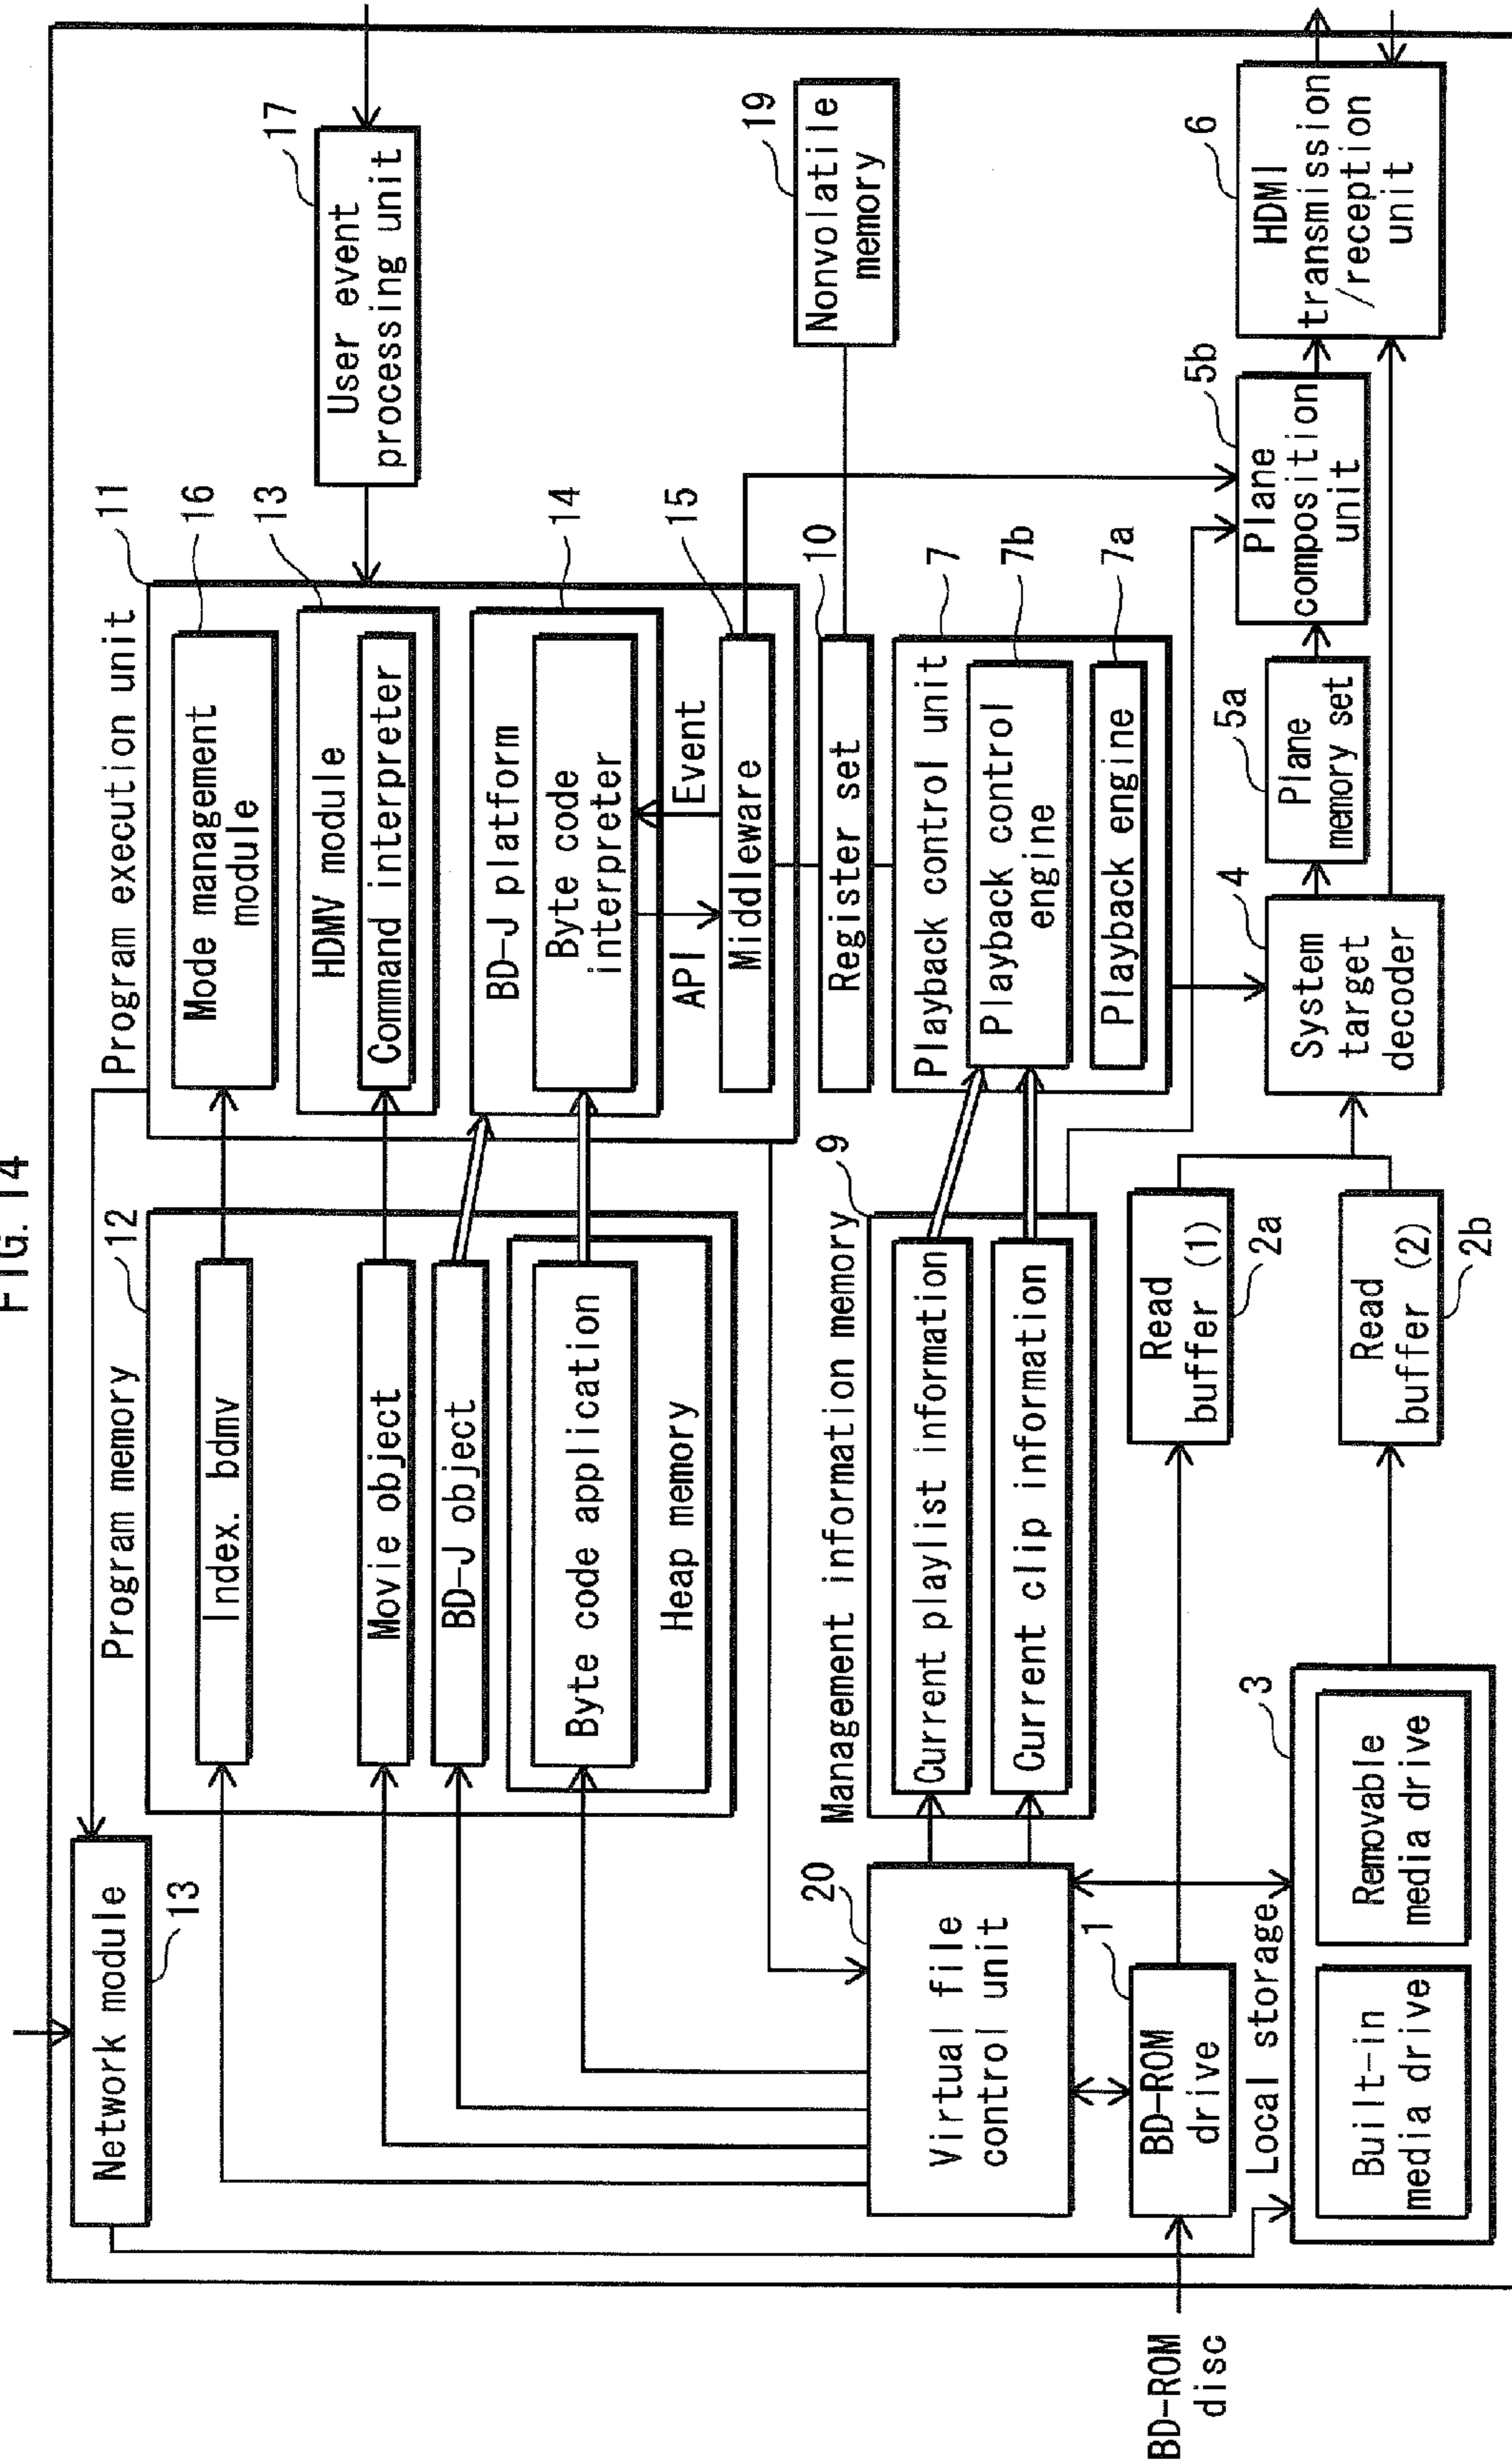 FIG. 14
Network module
13
Program memory
12
Index. bdmv
Movie object
BD-J object
Byte code application
Heap memory
Program execution unit
11
Mode management
module
16
HDMV module
13
Command interpreter
BD-J platform
14
Byte code
interpreter
API
Event
Middleware
15
User event
processing unit
17
Register set
10
Nonvolatile
memory
19
Virtual file
control unit
20
Management information memory
9
Current playlist information
Current clip information
Playback control unit
7
Playback control
engine
7b
Playback engine
7a
BD-ROM
disc
BD-ROM
drive
1
Read
buffer (1)
2a
Local storage
3
Built-in
media drive
Removable
media drive
Read
buffer (2)
2b
System
target
decoder
4
Plane
memory set
5a
Plane
composition
unit
5b
HDMI
transmission
/reception
unit
6